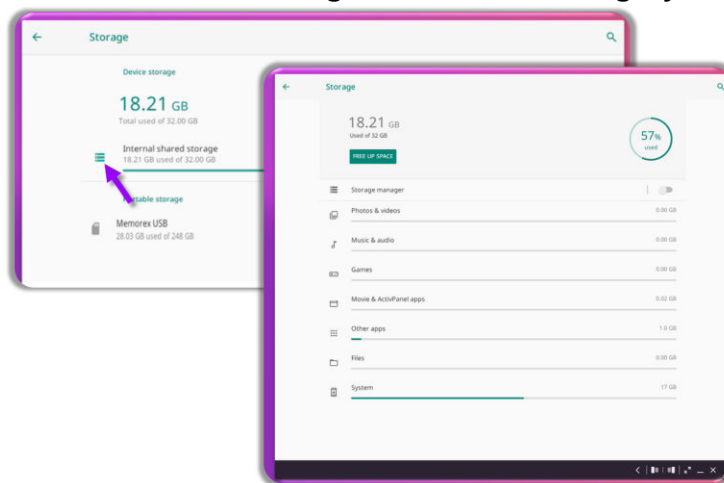 Storage
Device storage
18.21 GB
Total used of 32.00 GB
Internal shared storage
18.21 GB used of 32.00 GB
storage
Memorex USB
28.03 GB used of 248 GB
Storage
18.21 GB
Used of 32 GB
57%
used
FREE UP SPACE
Storage manager
Photos & videos 0.00 GB
Music & audio 0.00 GB
Games 0.00 GB
Movie & ActivPanel apps 0.02 GB
Other apps 1.0 GB
Files 0.00 GB
System 17 GB